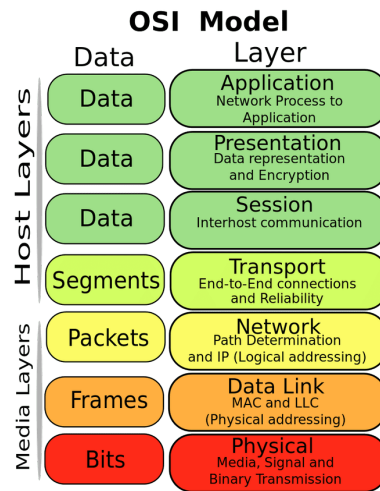 OSI Model
Data
Layer
Host Layers
Data
Application
Network Process to
Application
Data
Presentation
Data representation
and Encryption
Data
Session
Interhost communication
Segments
Transport
End-to-End connections
and Reliability
Media Layers
Packets
Network
Path Determination
and IP (Logical addressing)
Frames
Data Link
MAC and LLC
(Physical addressing)
Bits
Physical
Media, Signal and
Binary Transmission